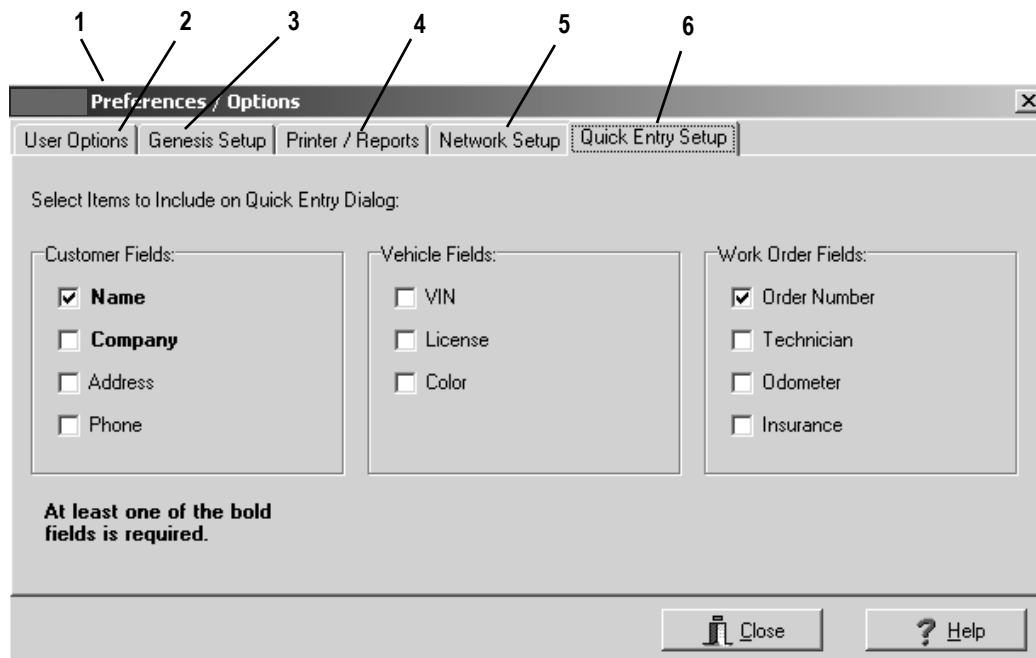 1 2 3 4 5 6
Preferences / Options
User Options Genesis Setup Printer / Reports Network Setup Quick Entry Setup
Select Items to Include on Quick Entry Dialog:
Customer Fields: Vehicle Fields: Work Order Fields:
Name VIN Order Number
Company License Technician
Address Color Odometer
Phone Insurance
At least one of the bold
fields is required.
Close Help